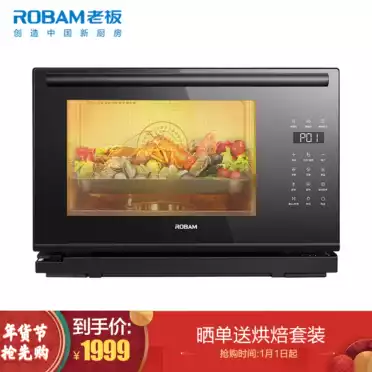 ROBAM老板
创造中国新厨房
P01
ROBAM
年货节
抢先购
到手价:
1999
晒单送烘焙套装
抢购时间:1月1日起